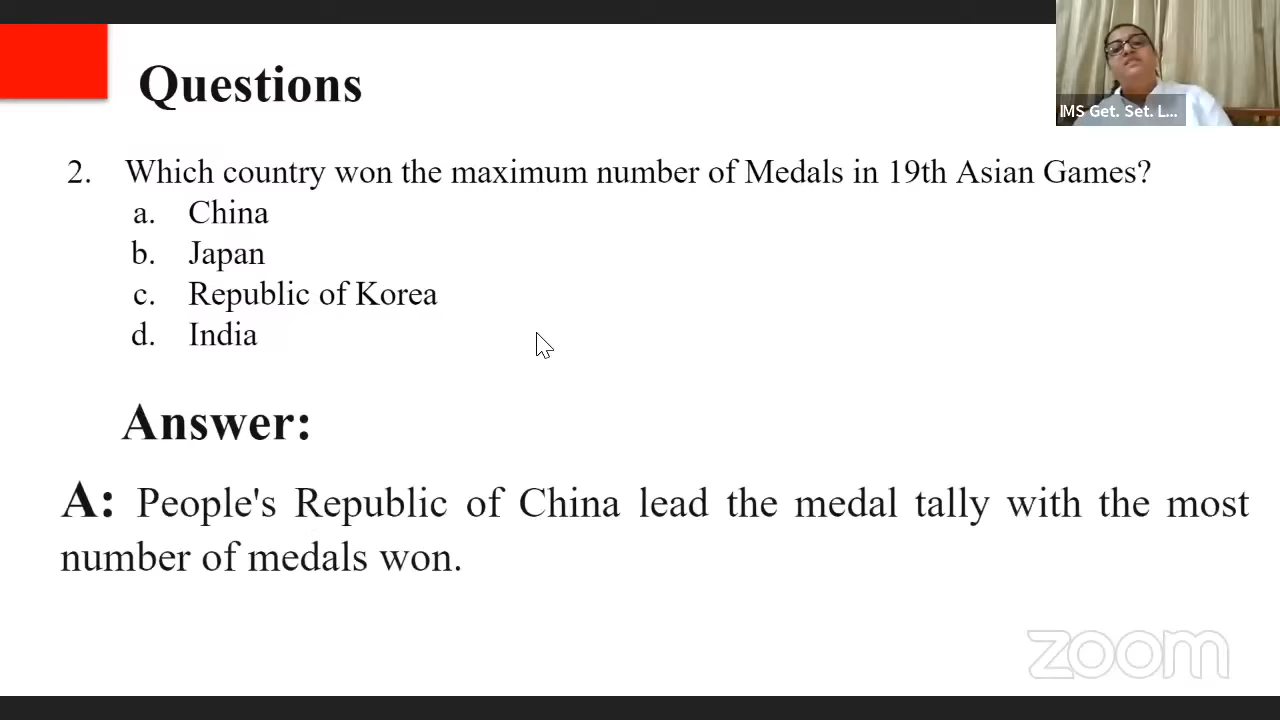 Questions
IMS Get. Set. L...
2. Which country won the maximum number of Medals in 19th Asian Games?
a. China
b. Japan
c. Republic of Korea
d. India
Answer:
A: People's Republic of China lead the medal tally with the most
number of medals won.
zoom